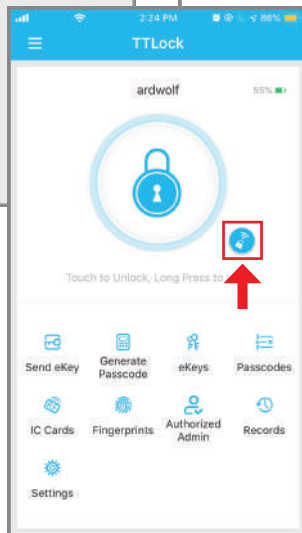 2:24 PM
86%
TTLock
ardwolf
55%
Touch to Unlock, Long Press to
Send eKey
Generate
Passcode
eKeys
Passcodes
IC Cards
Fingerprints
Authorized
Admin
Records
Settings